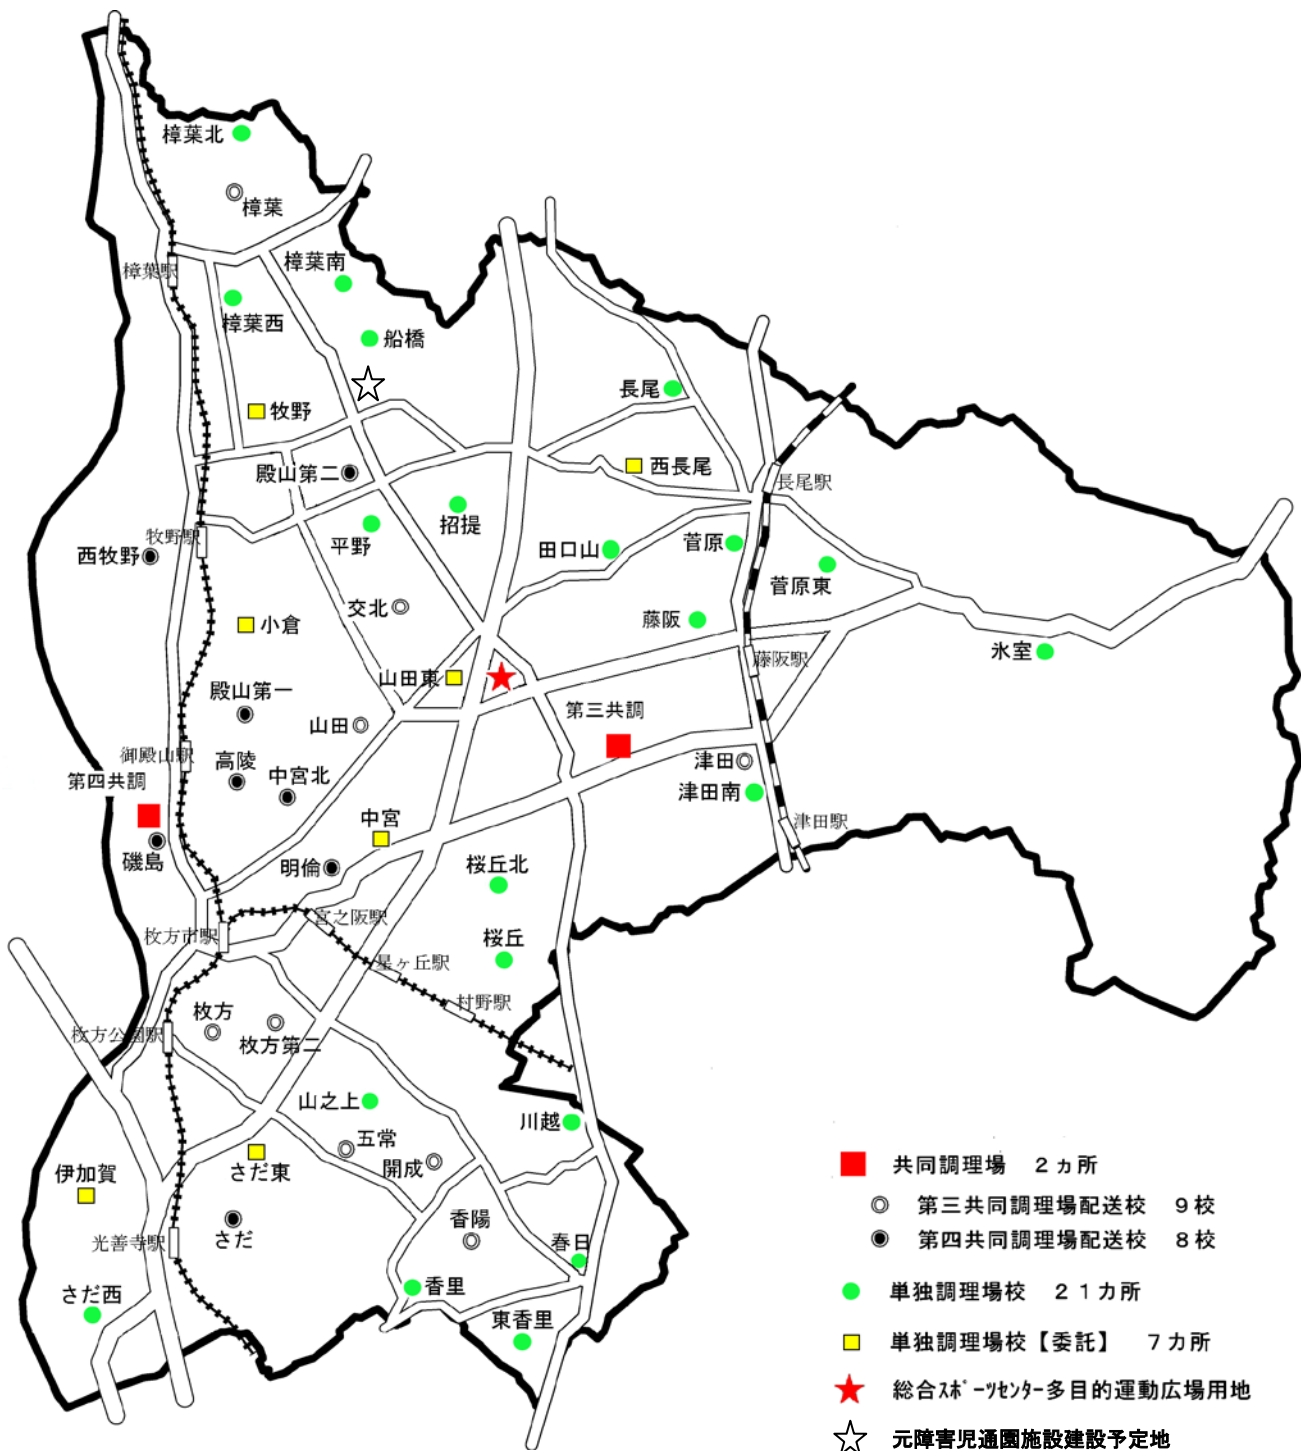 樟葉北
樟葉
樟葉南
樟葉駅
樟葉西
船橋
長尾
牧野
西長尾
殿山第二
長尾駅
招提
牧野駅
平野
西牧野
田口山
菅原
菅原東
交北
小倉
藤阪
氷室
藤阪駅
山田東
殿山第一
第三共調
山田
御殿山駅
高陵
津田
第四共調
中宮北
津田南
中宮
津田駅
磯島
明倫
桜丘北
宮之阪駅
枚方市駅
桜丘
星ヶ丘駅
村野駅
枚方
枚方公園駅
枚方第二
山之上
川越
五常
開成
さだ東
伊加賀
香陽
さだ
光善寺駅
春日
香里
さだ西
東香里
共同調理場 2ヵ所
第三共同調理場配送校 9校
第四共同調理場配送校 8校
単独調理場校 21カ所
単独調理場校【委託】 7カ所
総合ｽﾎﾟｰﾂｾﾝﾀｰ多目的運動広場用地
元障害児通園施設建設予定地